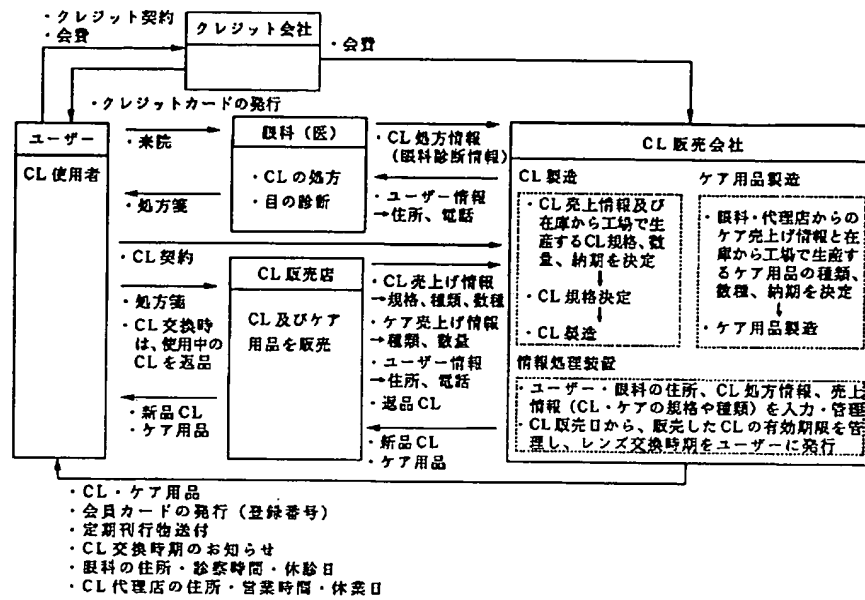 ・クレジット契約
・会費
クレジット会社
・会費
・クレジットカードの発行
ユーザー
CL使用者
・来院
・処方箋
眼科（医）
・CLの処方
・目の診断
・CL処方情報
（眼科診断情報）
・ユーザー情報
→住所、電話
・CL契約
・処方箋
・CL交換時
は、使用中の
CLを返品
・新品CL
・ケア用品
CL販売店
CL及びケア
用品を販売
・CL売上げ情報
→規格、種類、数種
・ケア売上げ情報
→種類、数量
・ユーザー情報
→住所、電話
・返品CL
・新品CL
・ケア用品
CL販売会社
CL製造
・CL売上情報及び
在庫から工場で生
産するCL規格、数
量、納期を決定
・CL規格決定
・CL製造
ケア用品製造
・眼科・代理店からの
ケア売上げ情報と在
庫から工場で生産す
るケア用品の種類、
数種、納期を決定
・ケア用品製造
情報処理装置
・ユーザー・眼科の住所、CL処方情報、売上
情報（CL・ケアの規格や種類）を入力・管理
・CL販売日から、販売したCLの有効期限を管
理し、レンズ交換時期をユーザーに発行
・CL・ケア用品
・会員カードの発行（登録番号）
・定期刊行物送付
・CL交換時期のお知らせ
・眼科の住所・診察時間・休診日
・CL代理店の住所・営業時間・休業日